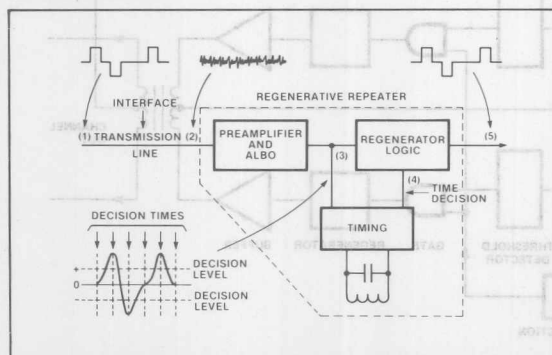 INTERFACE
REGENERATIVE REPEATER
(1) TRANSMISSION (2)
LINE
PREAMPLIFIER
AND
ALBO
(3)
REGENERATOR
LOGIC
(5)
(4)
TIME
DECISION
TIMING
DECISION TIMES
+
0
-
DECISION
LEVEL
DECISION
LEVEL